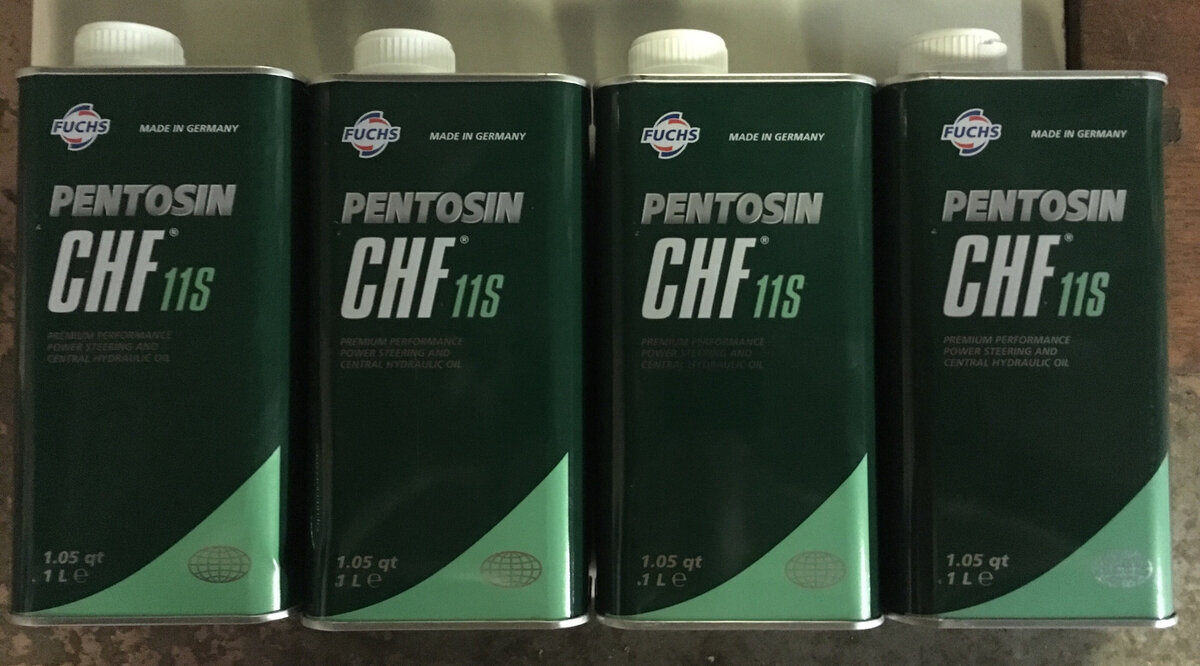 FUCHS MADE IN GERMANY
PENTOSIN
CHF® 11S
PREMIUM PERFORMANCE
POWER STEERING AND
CENTRAL HYDRAULIC OIL
1.05 qt
1 L ℮
FUCHS MADE IN GERMANY
PENTOSIN
CHF® 11S
PREMIUM PERFORMANCE
POWER STEERING AND
CENTRAL HYDRAULIC OIL
1.05 qt
1 L ℮
FUCHS MADE IN GERMANY
PENTOSIN
CHF® 11S
PREMIUM PERFORMANCE
POWER STEERING AND
CENTRAL HYDRAULIC OIL
1.05 qt
1 L ℮
FUCHS MADE IN GERMANY
PENTOSIN
CHF® 11S
PREMIUM PERFORMANCE
POWER STEERING AND
CENTRAL HYDRAULIC OIL
1.05 qt
1 L ℮